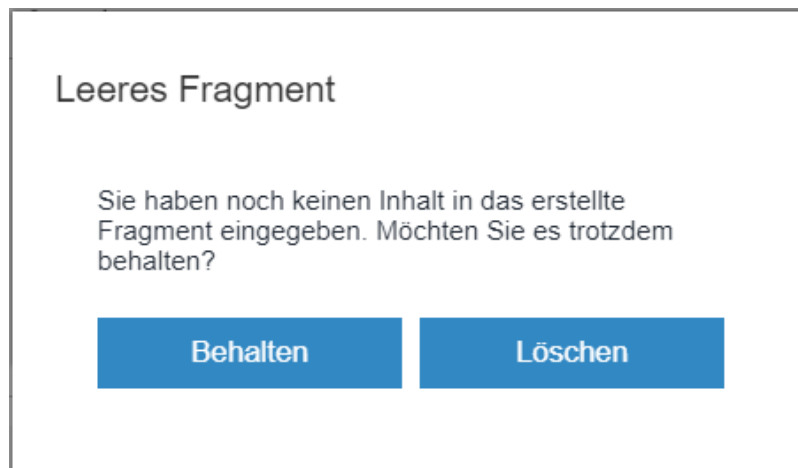 Leeres Fragment
Sie haben noch keinen Inhalt in das erstellte
Fragment eingegeben. Möchten Sie es trotzdem
behalten?
Behalten
Löschen